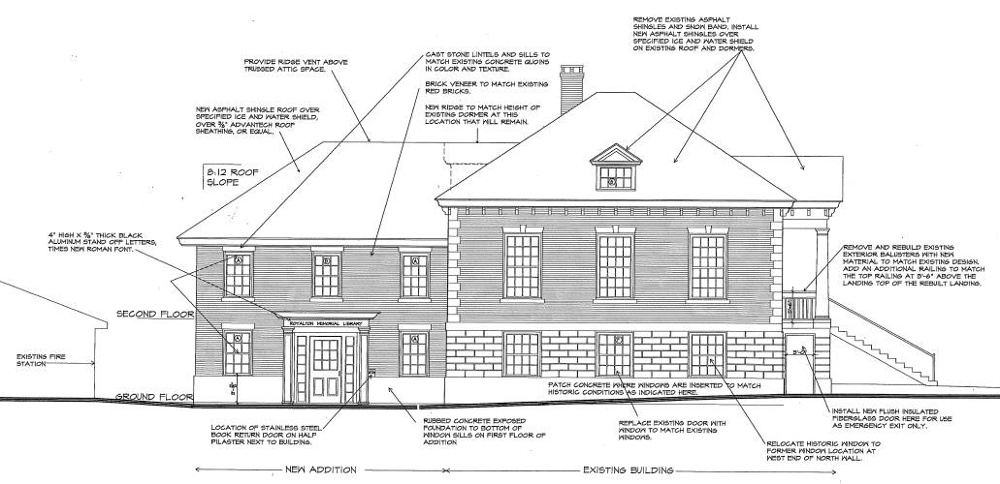 REMOVE EXISTING ASPHALT
SHINGLES AND SNOW BAND, INSTALL
NEW ASPHALT SHINGLES OVER
SPECIFIED ICE AND WATER SHIELD
ON EXISTING ROOF AND DORMERS.
CAST STONE LINTELS AND SILLS TO
MATCH EXISTING CONCRETE QUOINS
IN COLOR AND TEXTURE.
PROVIDE RIDGE VENT ABOVE
TRUSSED ATTIC SPACE.
BRICK VENEER TO MATCH EXISTING
RED BRICKS.
NEW RIDGE TO MATCH HEIGHT OF
EXISTING DORMER AT THIS
LOCATION THAT WILL REMAIN.
NEW ASPHALT SHINGLE ROOF OVER
SPECIFIED ICE AND WATER SHIELD,
OVER 5/8" ADVANTECH ROOF
SHEATHING, OR EQUAL.
8:12 ROOF
SLOPE
4" HIGH X 3/8" THICK BLACK
ALUMINUM STAND OFF LETTERS,
TIMES NEW ROMAN FONT.
REMOVE AND REBUILD EXISTING
EXTERIOR BALUSTERS WITH NEW
MATERIAL TO MATCH EXISTING DESIGN.
ADD AN ADDITIONAL RAILING TO MATCH
THE TOP RAILING AT 3'-6" ABOVE THE
LANDING TOP OF THE REBUILT LANDING.
A
B
A
SECOND FLOOR
ROYALTON MEMORIAL LIBRARY
A
A
EXISTING FIRE
STATION
GROUND FLOOR
PATCH CONCRETE WHERE WINDOWS ARE INSERTED TO MATCH
HISTORIC CONDITIONS AS INDICATED HERE.
LOCATION OF STAINLESS STEEL
BOOK RETURN DOOR ON HALF
PILASTER NEXT TO BUILDING.
RUBBED CONCRETE EXPOSED
FOUNDATION TO BOTTOM OF
WINDOW SILLS ON FIRST FLOOR OF
ADDITION
REPLACE EXISTING DOOR WITH
WINDOW TO MATCH EXISTING
WINDOWS.
RELOCATE HISTORIC WINDOW TO
FORMER WINDOW LOCATION AT
WEST END OF NORTH WALL.
INSTALL NEW FLUSH INSULATED
FIBERGLASS DOOR HERE FOR USE
AS EMERGENCY EXIT ONLY.
NEW ADDITION
EXISTING BUILDING